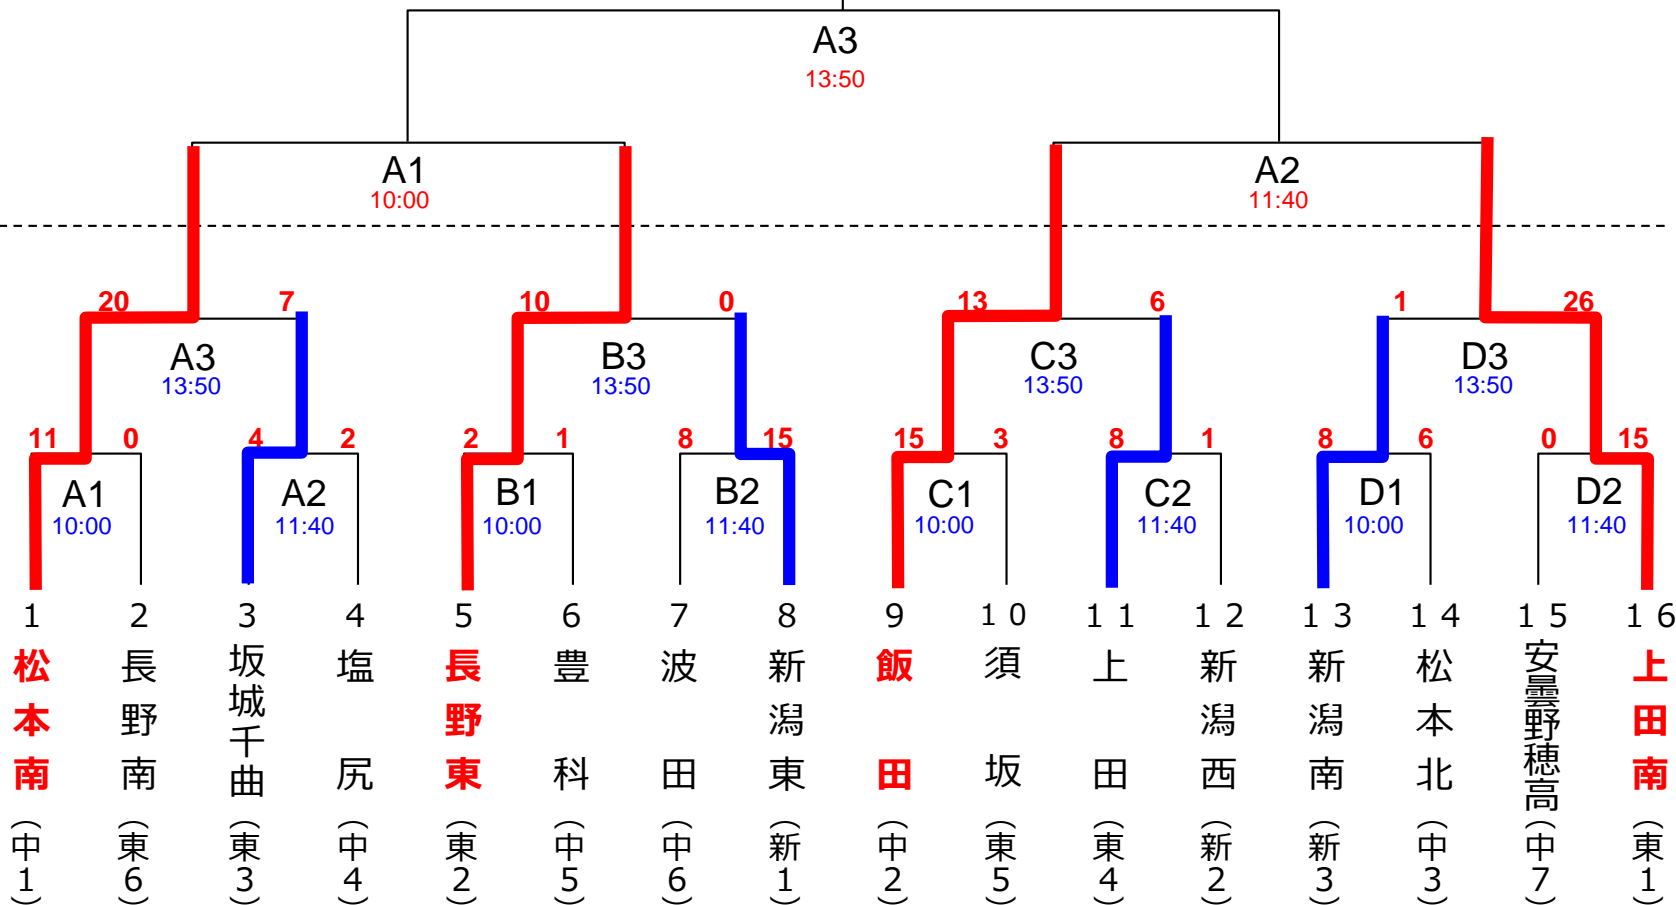 A3
13:50
A1
10:00
A2
11:40
20
7
10
0
13
6
1
26
A3
13:50
B3
13:50
C3
13:50
D3
13:50
11
0
4
2
2
1
8
15
15
3
8
1
8
6
0
15
A1
10:00
A2
11:40
B1
10:00
B2
11:40
C1
10:00
C2
11:40
D1
10:00
D2
11:40
1
2
3
4
5
6
7
8
9
10
11
12
13
14
15
16
松本南
長野南
坂城千曲
塩尻
長野東
豊科
波田
新潟東
飯田
須坂
上田
新潟西
新潟南
松本北
安曇野穂高
上田南
(中1)
(東6)
(東3)
(中4)
(東2)
(中5)
(中6)
(新1)
(中2)
(東5)
(東4)
(新2)
(新3)
(中3)
(中7)
(東1)